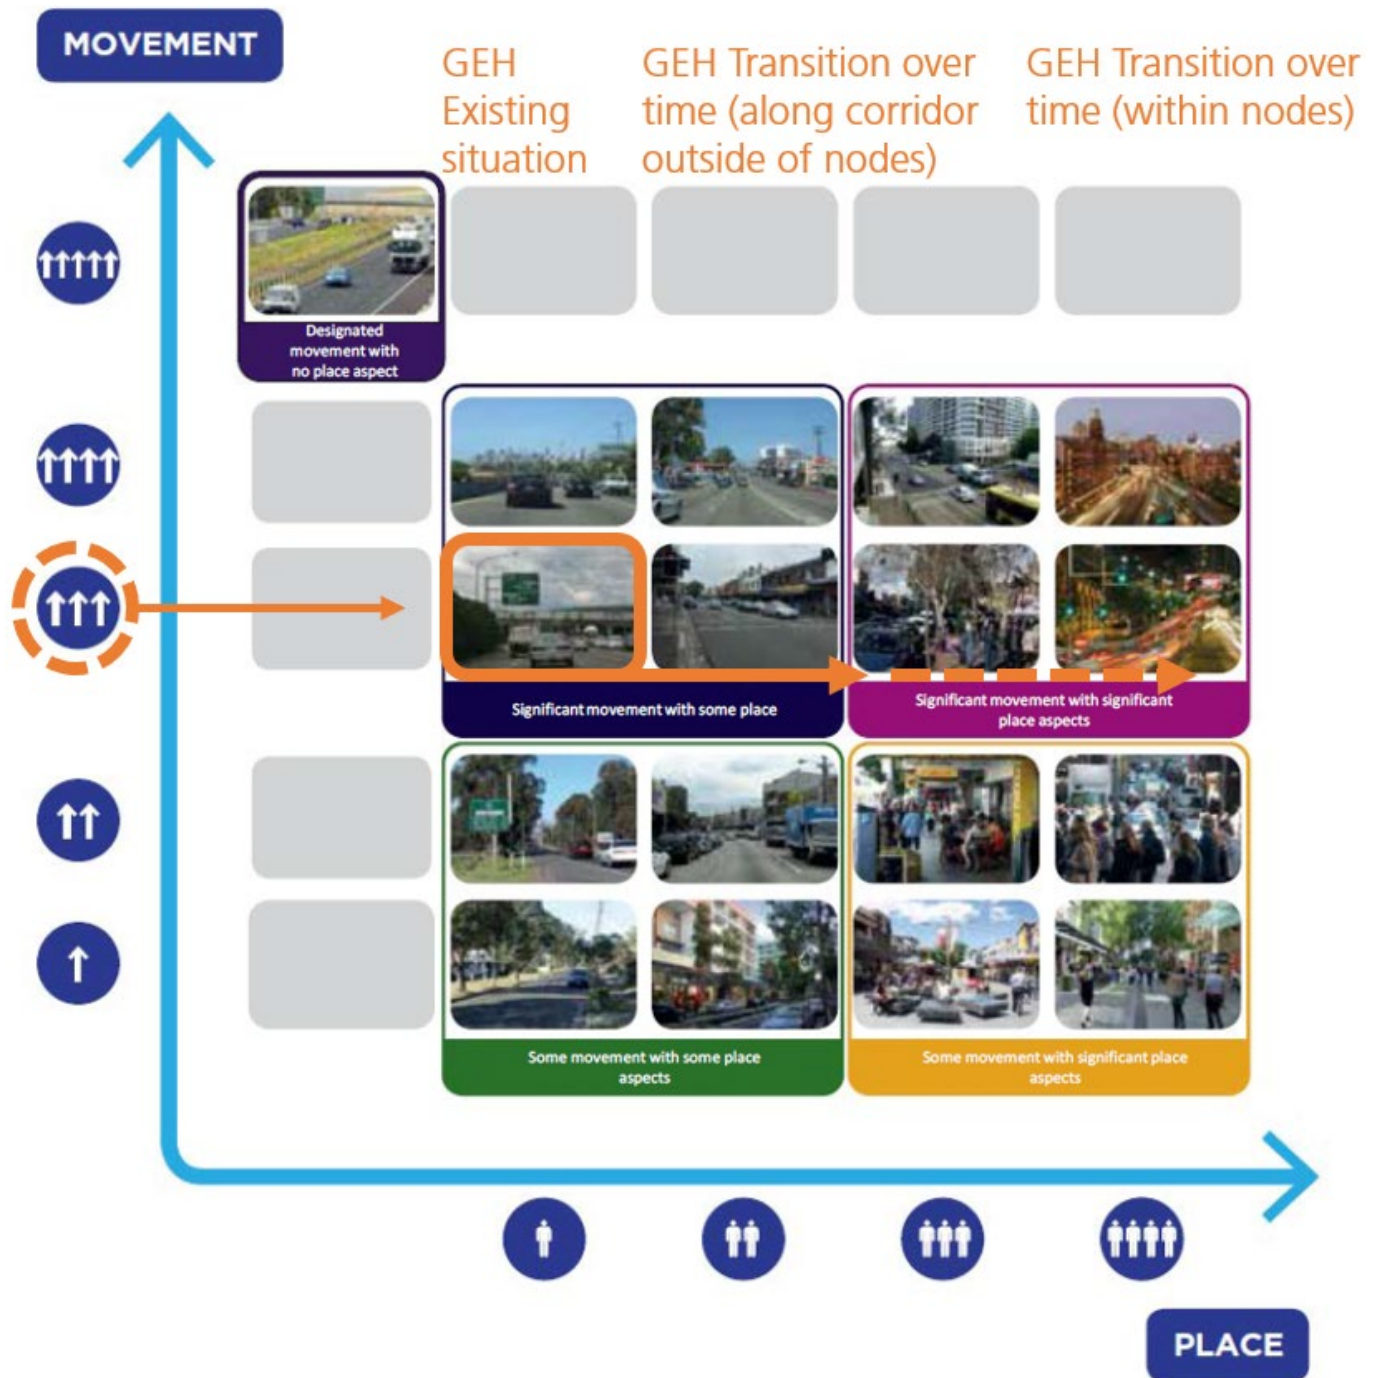 MOVEMENT
GEH
Existing
situation
GEH Transition over
time (along corridor
outside of nodes)
GEH Transition over
time (within nodes)
Designated
movement with
no place aspect
Significant movement with some place
Significant movement with significant
place aspects
Some movement with some place
aspects
Some movement with significant place
aspects
PLACE